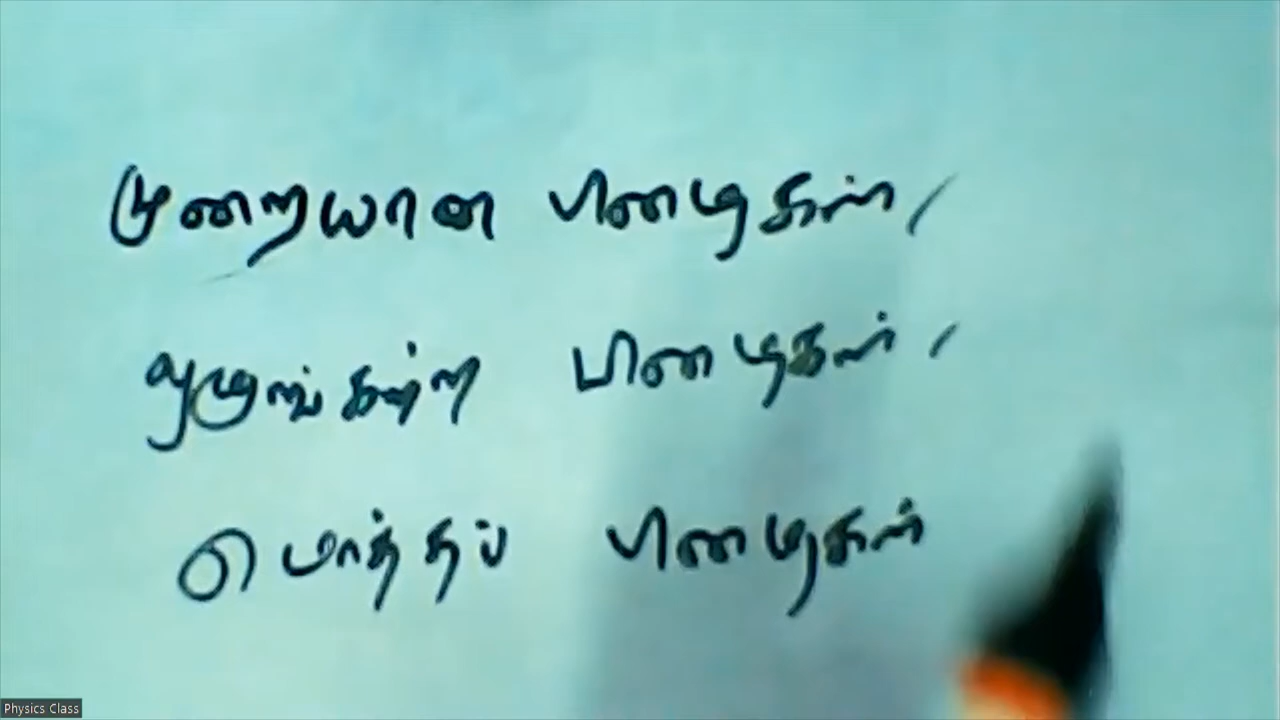 முறையான பிழைகள்,
ஒழுங்கற்ற பிழைகள்,
மொத்தப் பிழைகள்
Physics Class